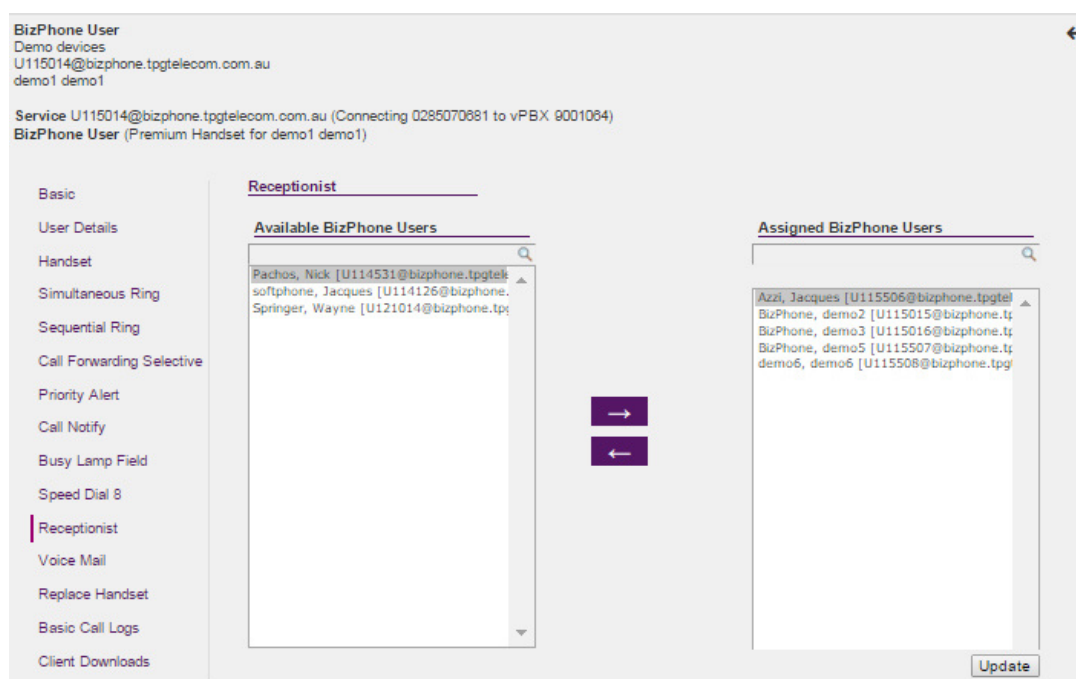 BizPhone User
Demo devices
U115014@bizphone.tpgtelecom.com.au
demo1 demo1
Service U115014@bizphone.tpgtelecom.com.au (Connecting 0285070681 to vPBX 9001064)
BizPhone User (Premium Handset for demo1 demo1)
Basic
User Details
Handset
Simultaneous Ring
Sequential Ring
Call Forwarding Selective
Priority Alert
Call Notify
Busy Lamp Field
Speed Dial 8
Receptionist
Voice Mail
Replace Handset
Basic Call Logs
Client Downloads
Receptionist
Available BizPhone Users
Pachos, Nick [U114531@bizphone.tpgtele
softphone, Jacques [U114126@bizphone.
Springer, Wayne [U121014@bizphone.tpg
→
←
Assigned BizPhone Users
Azzi, Jacques [U115506@bizphone.tpgtel
BizPhone, demo2 [U115015@bizphone.tp
BizPhone, demo3 [U115016@bizphone.tp
BizPhone, demo5 [U115507@bizphone.tp
demo6, demo6 [U115508@bizphone.tpgt
Update